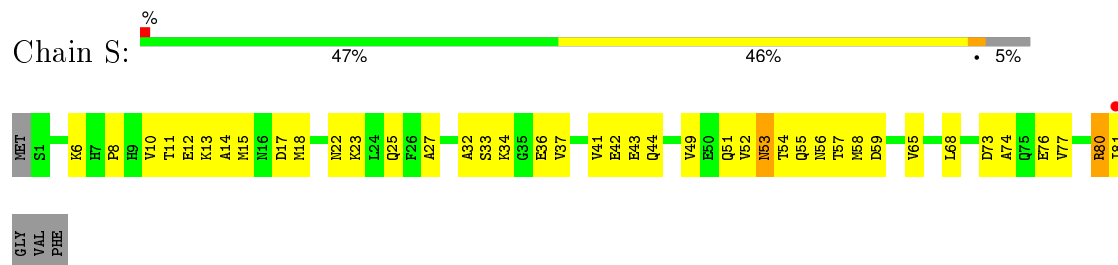 %
Chain S:
47% 46% • 5%
MET S1 K6 H7 P8 H9 V10 T11 E12 K13 A14 M15 N16 D17 M18 N22 K23 L24 Q25 F26 A27 A32 S33 K34 G35 E36 V37 V41 E42 E43 Q44 V49 E50 Q51 V52 N53 T54 Q55 N56 T57 M58 D59 V65 L68 D73 A74 Q75 E76 V77 R80
GLY VAL PHE